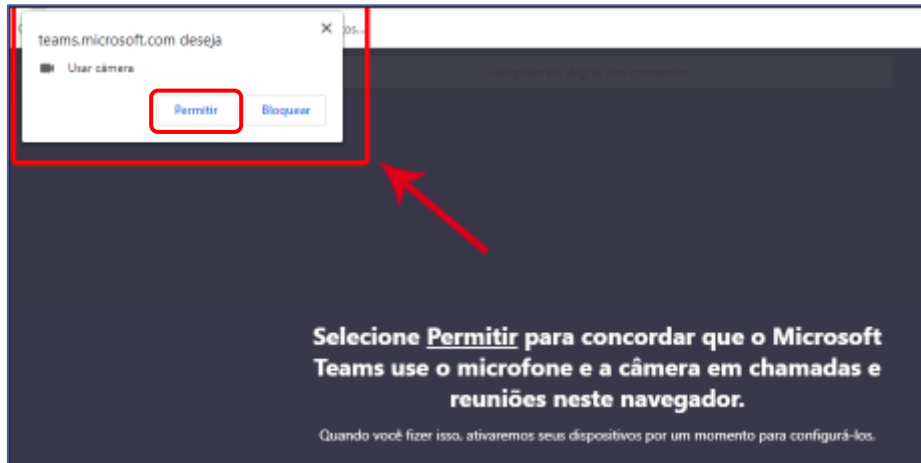 teams.microsoft.com deseja
Usar câmera
Permitir Bloquear
Selecione Permitir para concordar que o Microsoft
Teams use o microfone e a câmera em chamadas e
reuniões neste navegador.
Quando você fizer isso, ativaremos seus dispositivos por um momento para configurá-los.